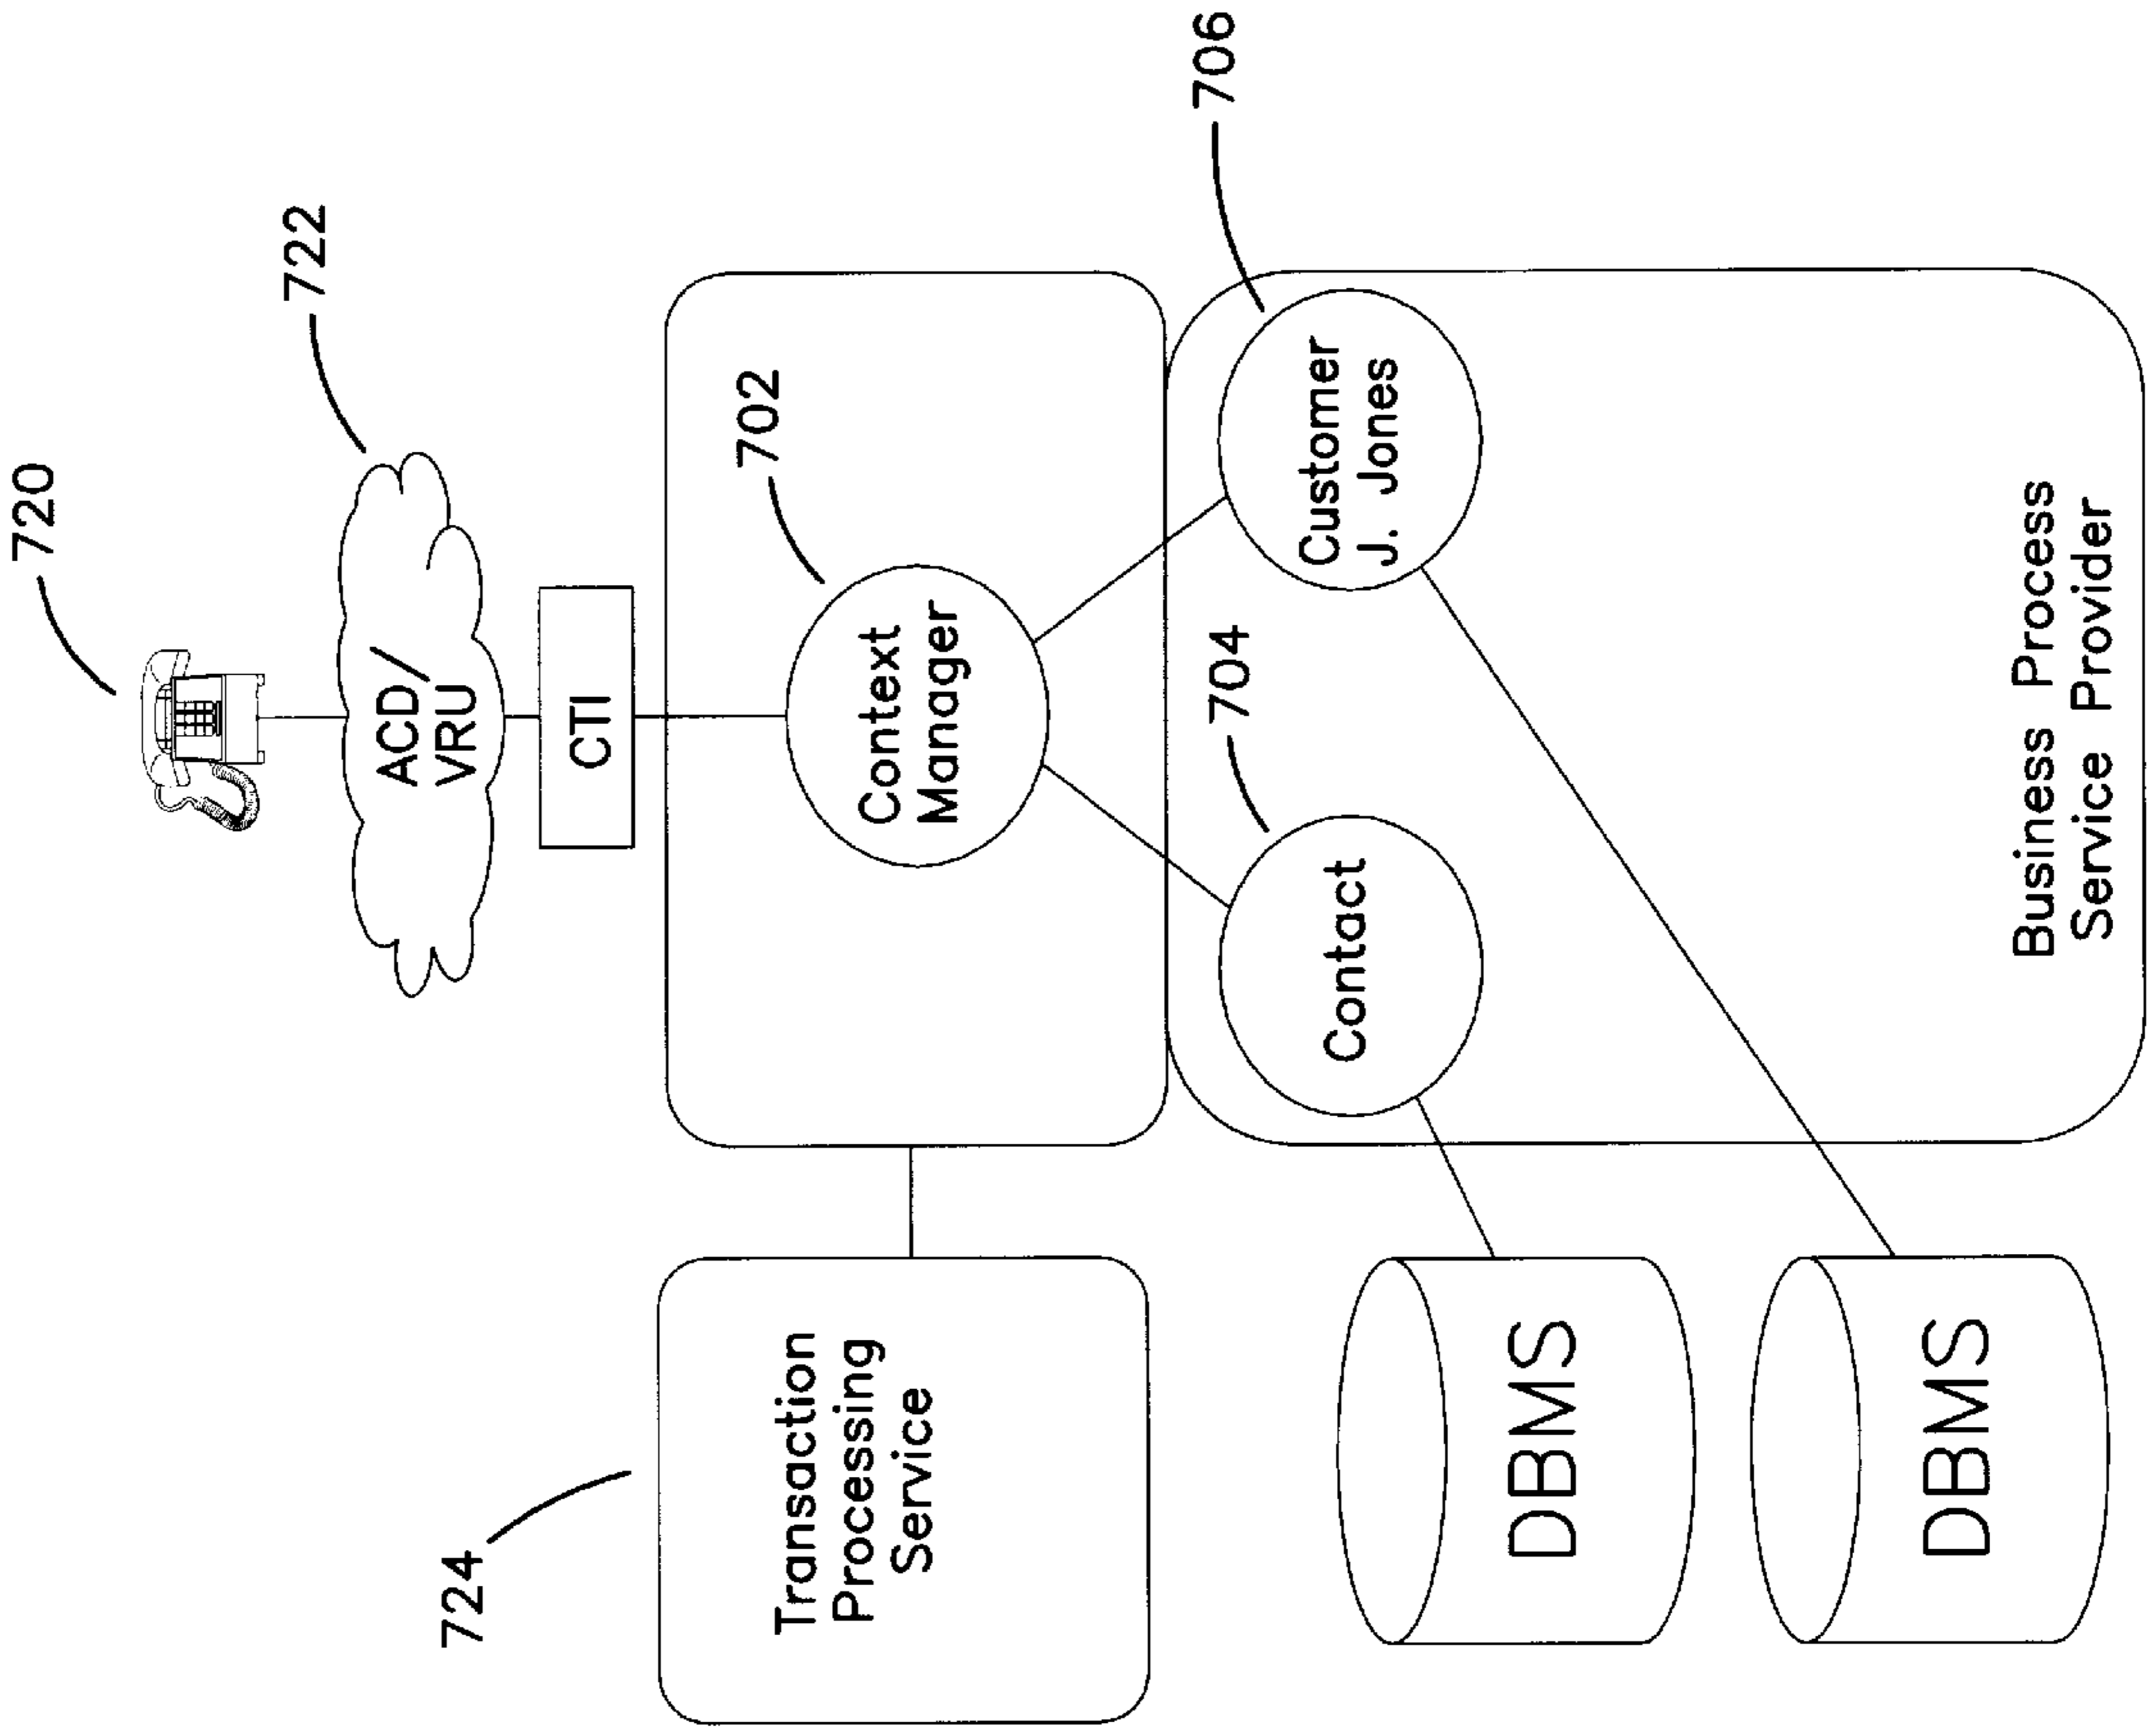 720
722
ACD/
VRU
CTI
702
Context
Manager
724
Transaction
Processing
Service
704
Contact
706
Customer
J. Jones
DBMS
DBMS
Business Process
Service Provider